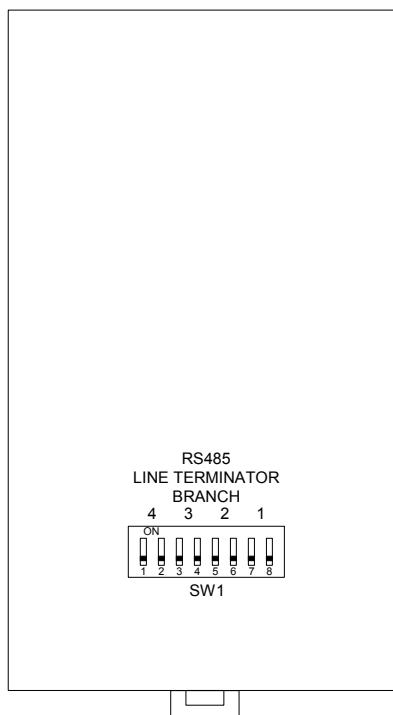 RS485
LINE TERMINATOR
BRANCH
4 3 2 1
ON
1 2 3 4 5 6 7 8
SW1